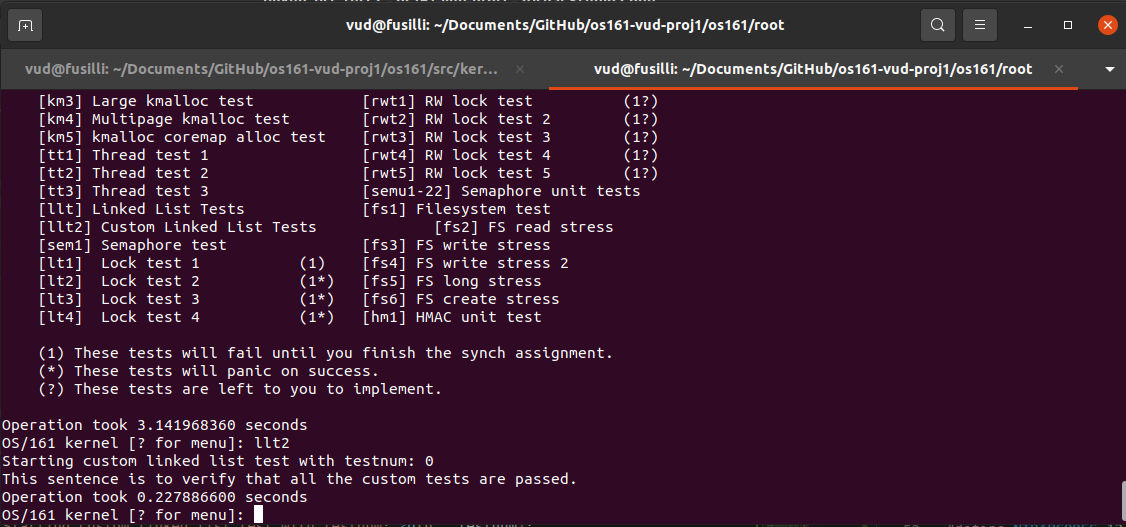 vud@fusilli: ~/Documents/GitHub/os161-vud-proj1/os161/root
vud@fusilli: ~/Documents/GitHub/os161-vud-proj1/os161/src/ker...
vud@fusilli: ~/Documents/GitHub/os161-vud-proj1/os161/root
[km3] Large kmalloc test [rwt1] RW lock test (1?)
[km4] Multipage kmalloc test [rwt2] RW lock test 2 (1?)
[km5] kmalloc coremap alloc test [rwt3] RW lock test 3 (1?)
[tt1] Thread test 1 [rwt4] RW lock test 4 (1?)
[tt2] Thread test 2 [rwt5] RW lock test 5 (1?)
[tt3] Thread test 3 [semu1-22] Semaphore unit tests
[llt] Linked List Tests [fs1] Filesystem test
[llt2] Custom Linked List Tests [fs2] FS read stress
[sem1] Semaphore test [fs3] FS write stress
[lt1] Lock test 1 (1) [fs4] FS write stress 2
[lt2] Lock test 2 (1*) [fs5] FS long stress
[lt3] Lock test 3 (1*) [fs6] FS create stress
[lt4] Lock test 4 (1*) [hm1] HMAC unit test
(1) These tests will fail until you finish the synch assignment.
(*) These tests will panic on success.
(?) These tests are left to you to implement.
Operation took 3.141968360 seconds
OS/161 kernel [? for menu]: llt2
Starting custom linked list test with testnum: 0
This sentence is to verify that all the custom tests are passed.
Operation took 0.227886600 seconds
OS/161 kernel [? for menu]: